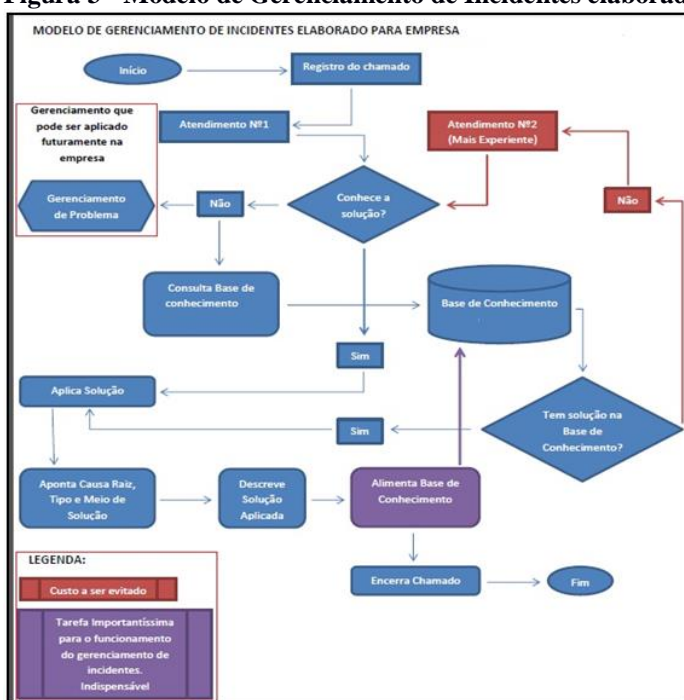 Figura 3 - Modelo de Gerenciamento de Incidentes elaborad
MODELO DE GERENCIAMENTO DE INCIDENTES ELABORADO PARA EMPRESA
Início
Registro do chamado
Gerenciamento que
pode ser aplicado
futuramente na
empresa
Atendimento Nº1
Atendimento Nº2
(Mais Experiente)
Gerenciamento
de Problema
Não
Conhece a
solução?
Não
Consulta Base de
conhecimento
Base de Conhecimento
Sim
Aplica Solução
Sim
Tem solução na
Base de
Conhecimento?
Aponta Causa Raiz,
Tipo e Meio de
Solução
Descreve
Solução
Aplicada
Alimenta Base de
Conhecimento
Encerra Chamado
Fim
LEGENDA:
Custo a ser evitado
Tarefa Importantíssima
para o funcionamento
do gerenciamento de
incidentes.
Indispensável